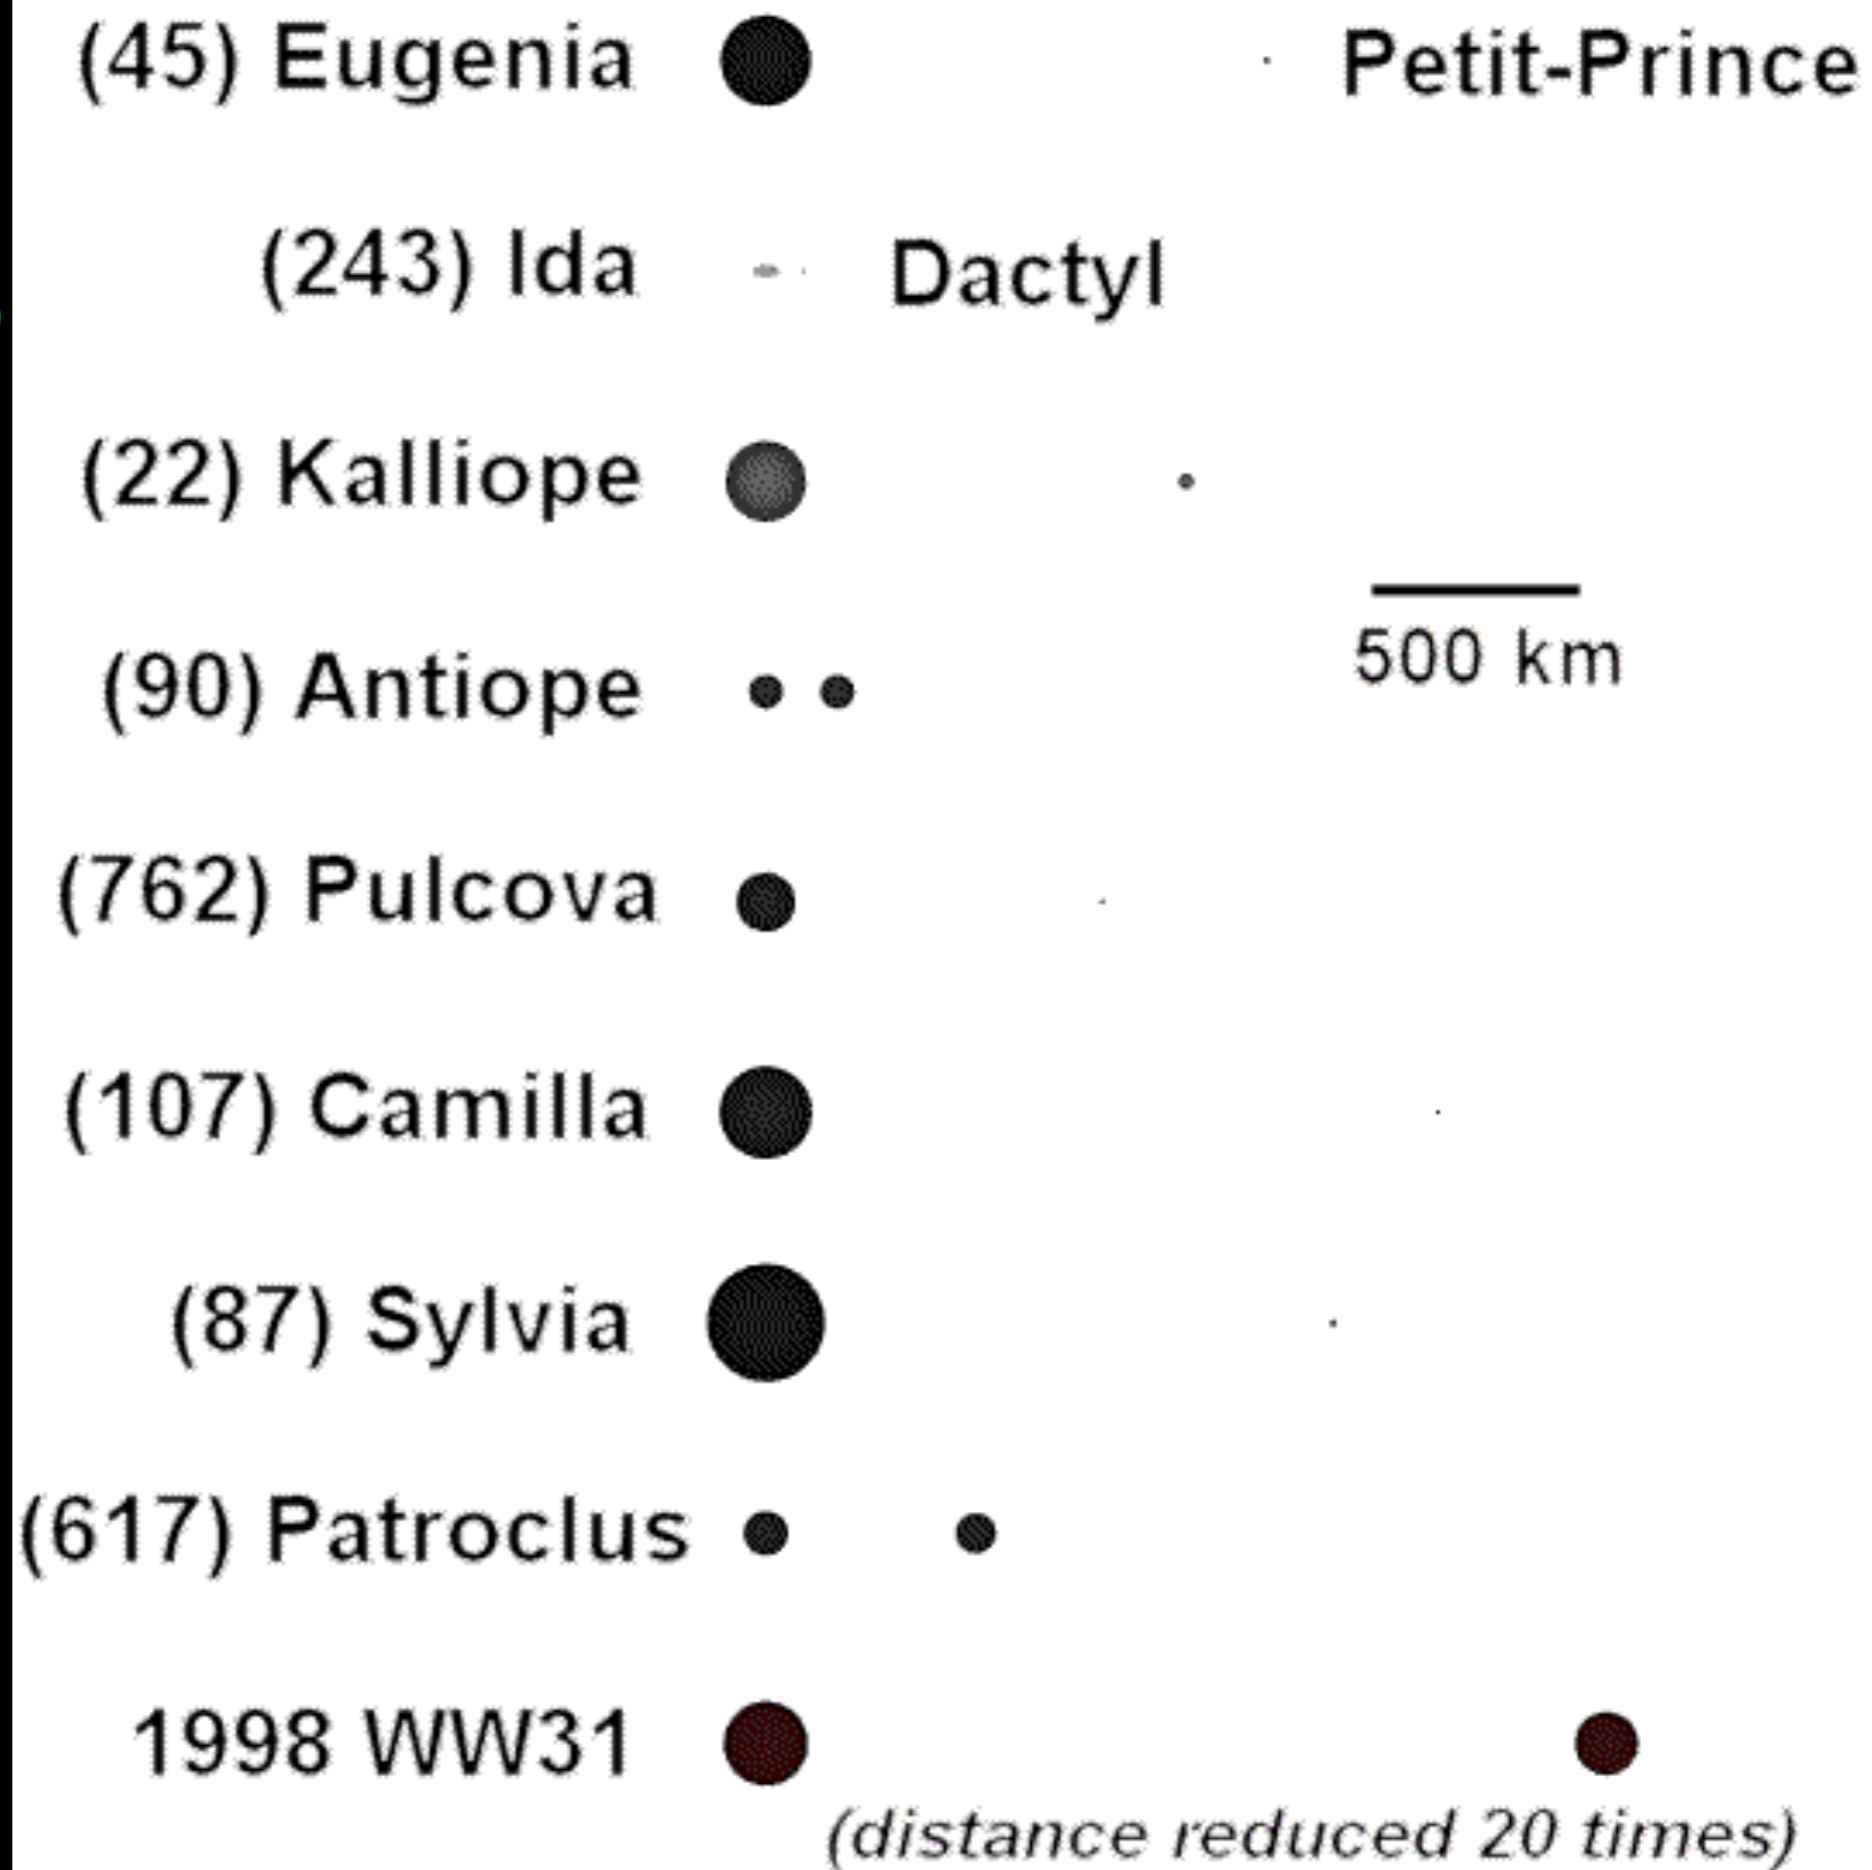 (45) Eugenia Petit-Prince
(243) Ida Dactyl
(22) Kalliope
500 km
(90) Antiope
(762) Pulcova
(107) Camilla
(87) Sylvia
(617) Patroclus
1998 WW31
(distance reduced 20 times)